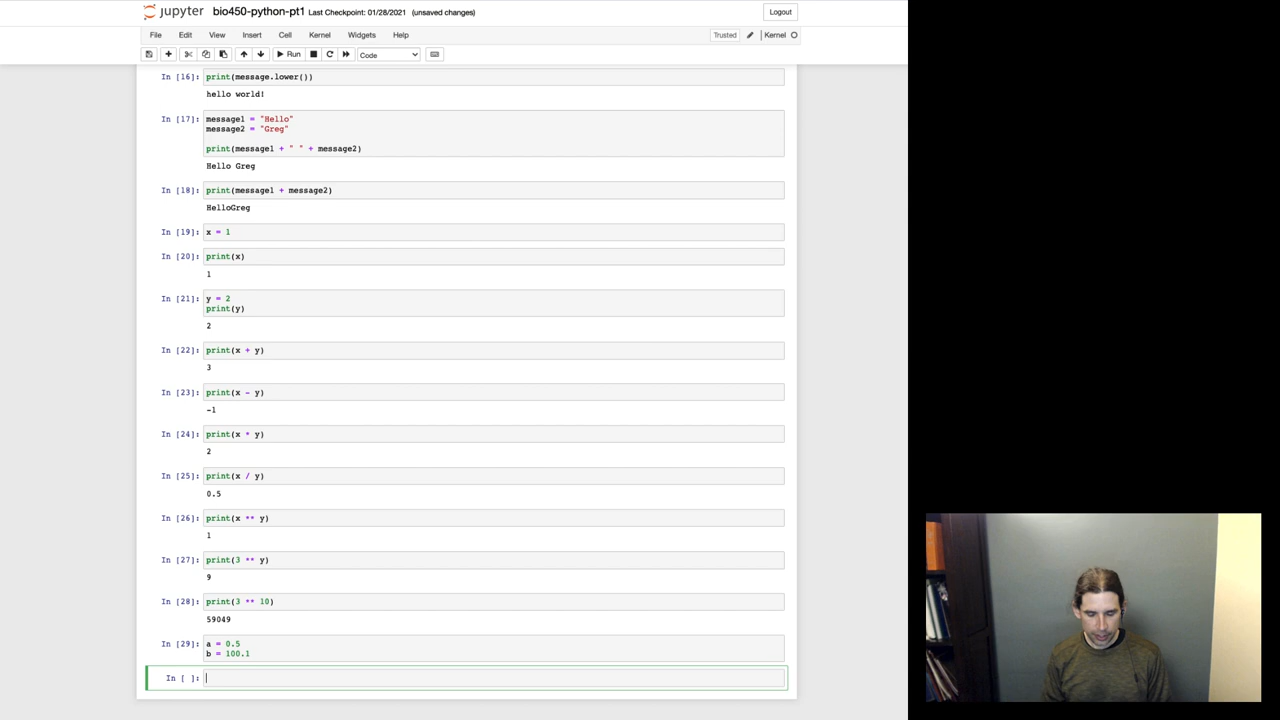 jupyter bio450-python-pt1 Last Checkpoint: 01/28/2021 (unsaved changes) Logout
File Edit View Insert Cell Kernel Widgets Help Trusted Kernel
Run Code
In [16]: print(message.lower())
hello world!
In [17]: message1 = "Hello"
message2 = "Greg"
print(message1 + " " + message2)
Hello Greg
In [18]: print(message1 + message2)
HelloGreg
In [19]: x = 1
In [20]: print(x)
1
In [21]: y = 2
print(y)
2
In [22]: print(x + y)
3
In [23]: print(x - y)
-1
In [24]: print(x * y)
2
In [25]: print(x / y)
0.5
In [26]: print(x ** y)
1
In [27]: print(3 ** y)
9
In [28]: print(3 ** 10)
59049
In [29]: a = 0.5
b = 100.1
In [ ]: